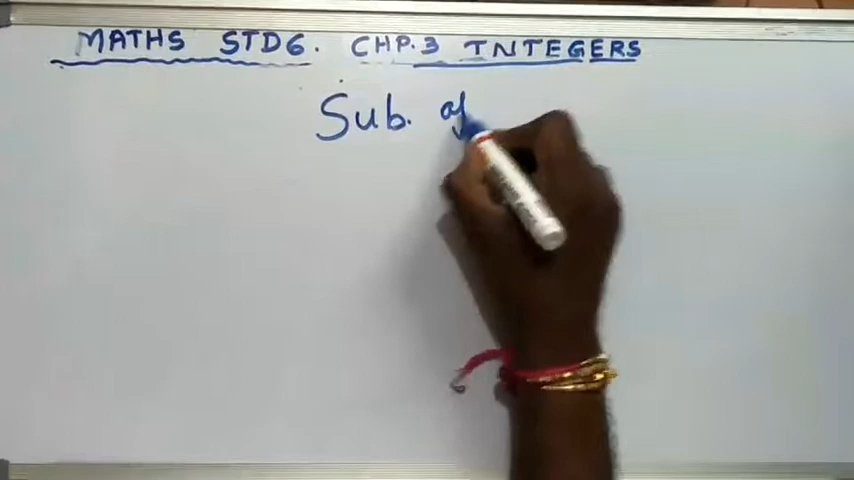 MATHS STD6. CHP.3 INTEGERS
Sub. of